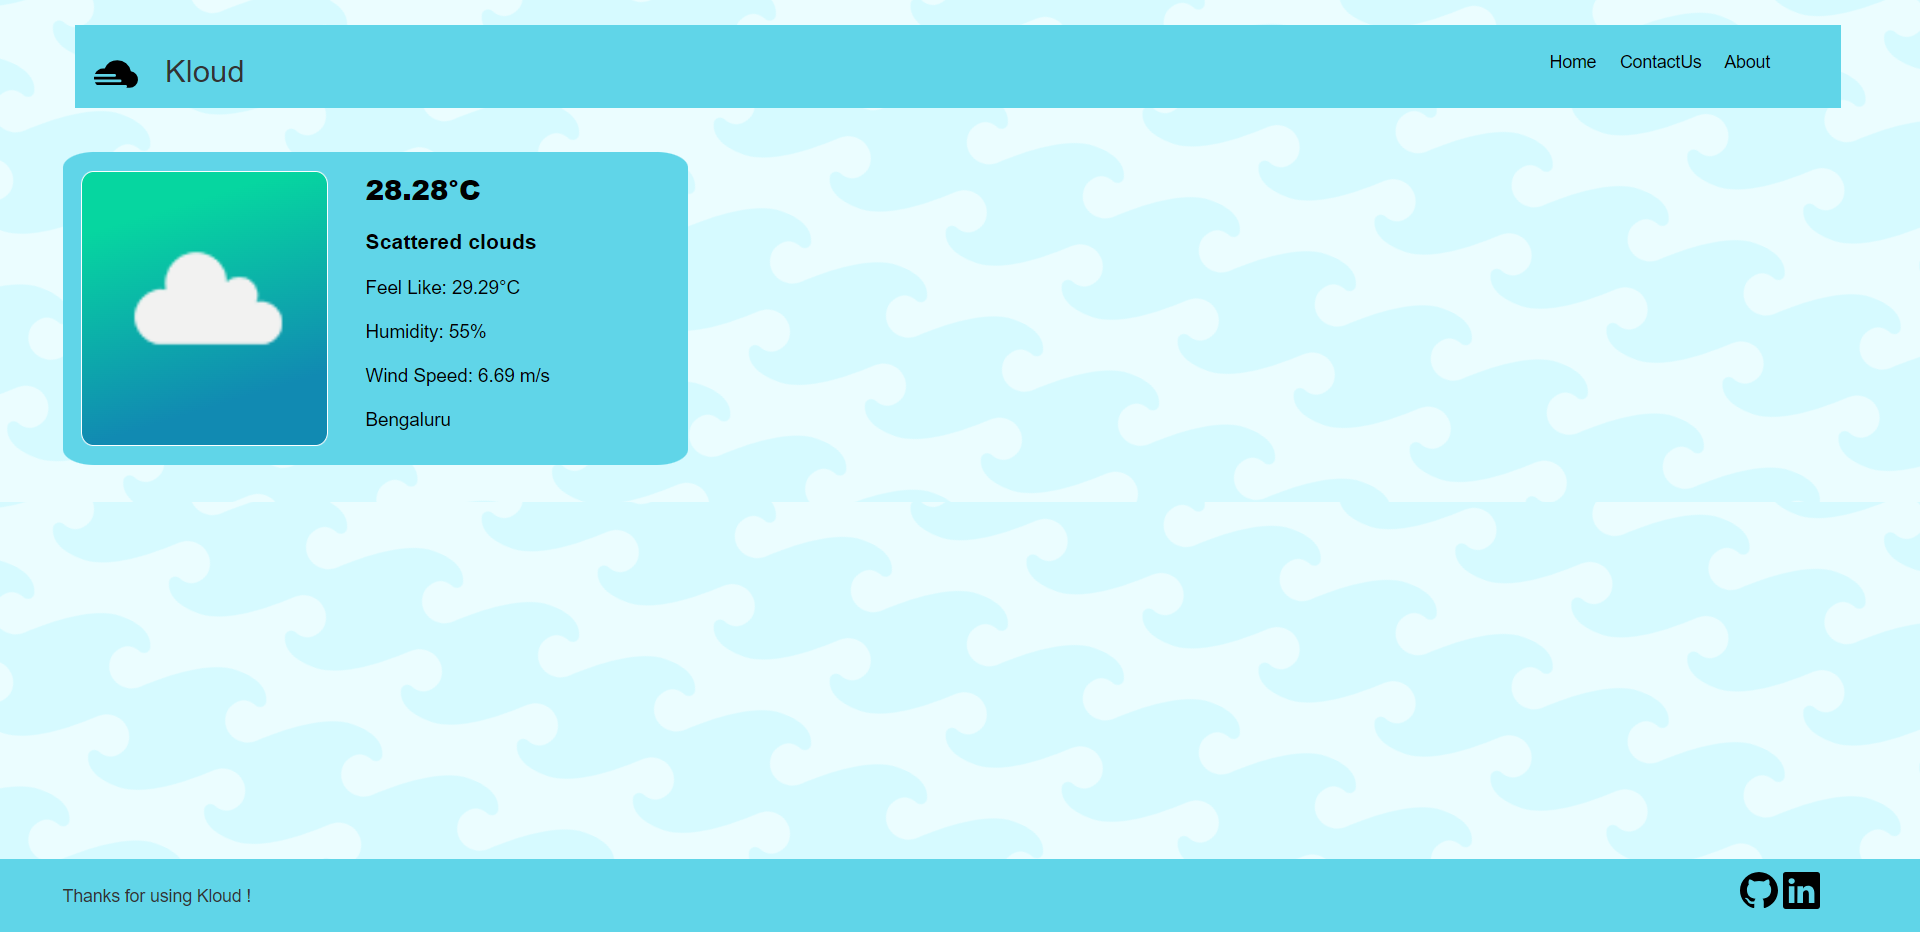 Kloud
Home ContactUs About
28.28°C
Scattered clouds
Feel Like: 29.29°C
Humidity: 55%
Wind Speed: 6.69 m/s
Bengaluru
Thanks for using Kloud !
in